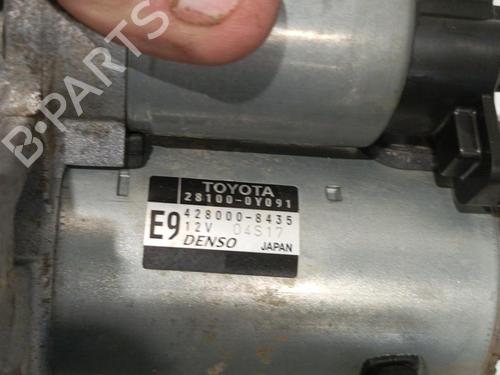 B-PARTS
TOYOTA
28100-0Y091
E9 428000-8435
12V 04S17
DENSO JAPAN